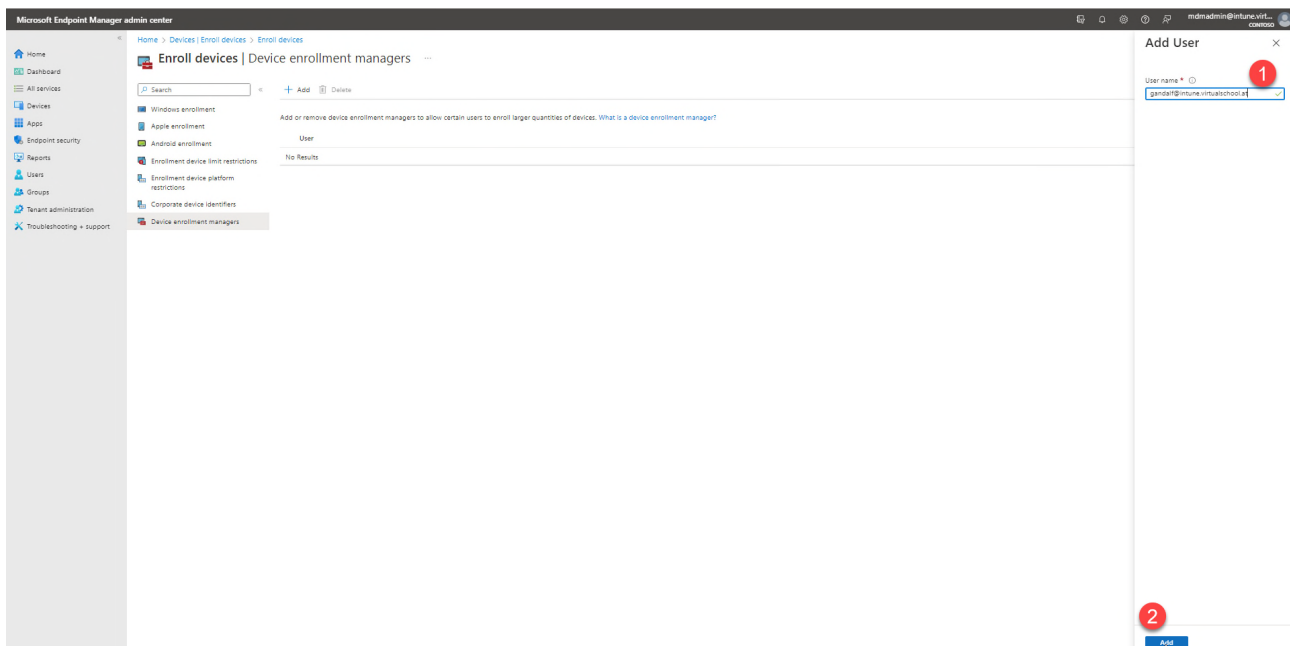 Microsoft Endpoint Manager admin center
mdmadmin@intune.virt...
CONTOSO
Home
Dashboard
All services
Devices
Apps
Endpoint security
Reports
Users
Groups
Tenant administration
Troubleshooting + support
Home > Devices | Enroll devices > Enroll devices
Enroll devices | Device enrollment managers ...
Search
Windows enrollment
Apple enrollment
Android enrollment
Enrollment device limit restrictions
Enrollment device platform
restrictions
Corporate device identifiers
Device enrollment managers
+ Add Delete
Add or remove device enrollment managers to allow certain users to enroll larger quantities of devices. What is a device enrollment manager?
User
No Results
Add User
1
User name *
gandalf@intune.virtualschool.at
2
Add